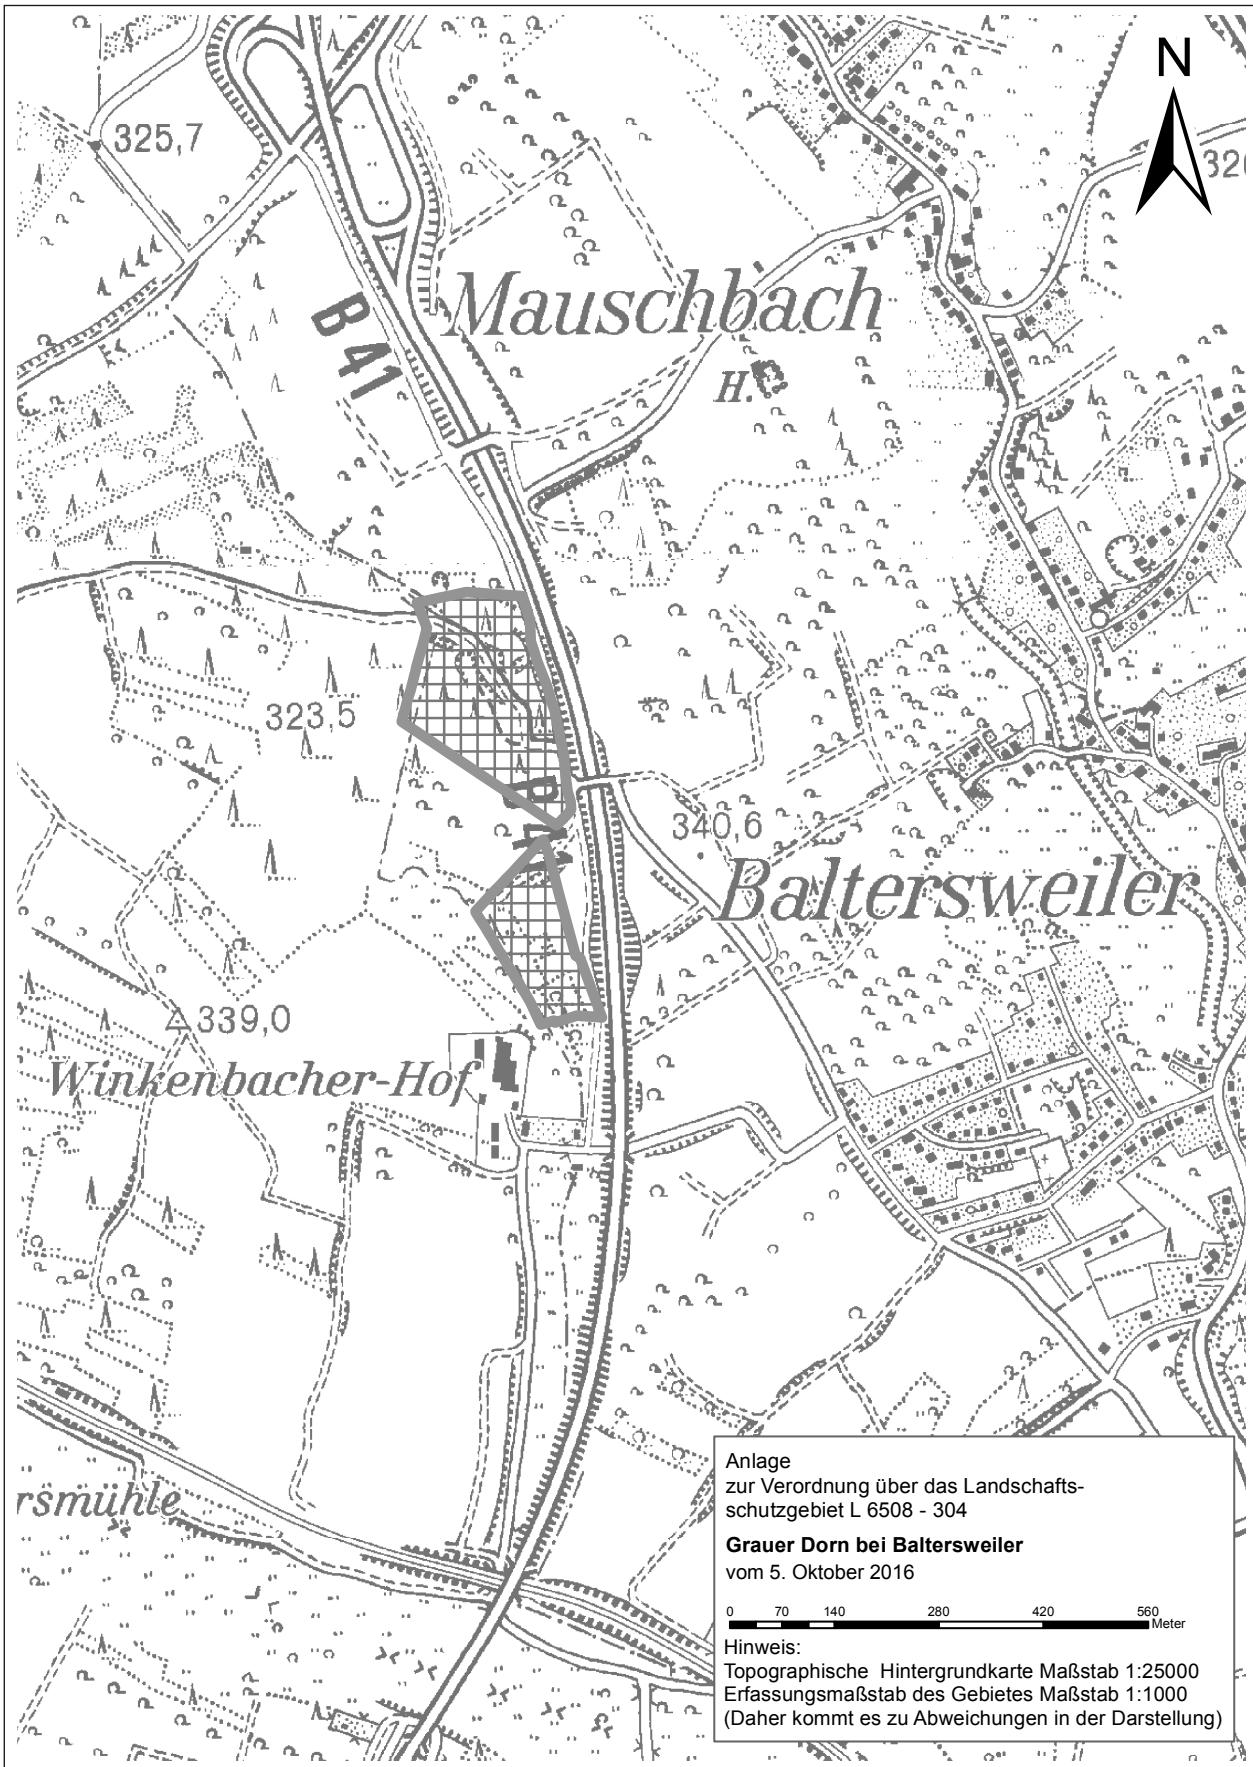 N
325,7
320
Mauschbach
B 41
H.
323,5
B 41
340,6
Baltersweiler
339,0
Winkenbacher-Hof
rsmühle
Anlage
zur Verordnung über das Landschafts-
schutzgebiet L 6508 - 304
Grauer Dorn bei Baltersweiler
vom 5. Oktober 2016
0 70 140 280 420 560
Meter
Hinweis:
Topographische Hintergrundkarte Maßstab 1:25000
Erfassungsmaßstab des Gebietes Maßstab 1:1000
(Daher kommt es zu Abweichungen in der Darstellung)